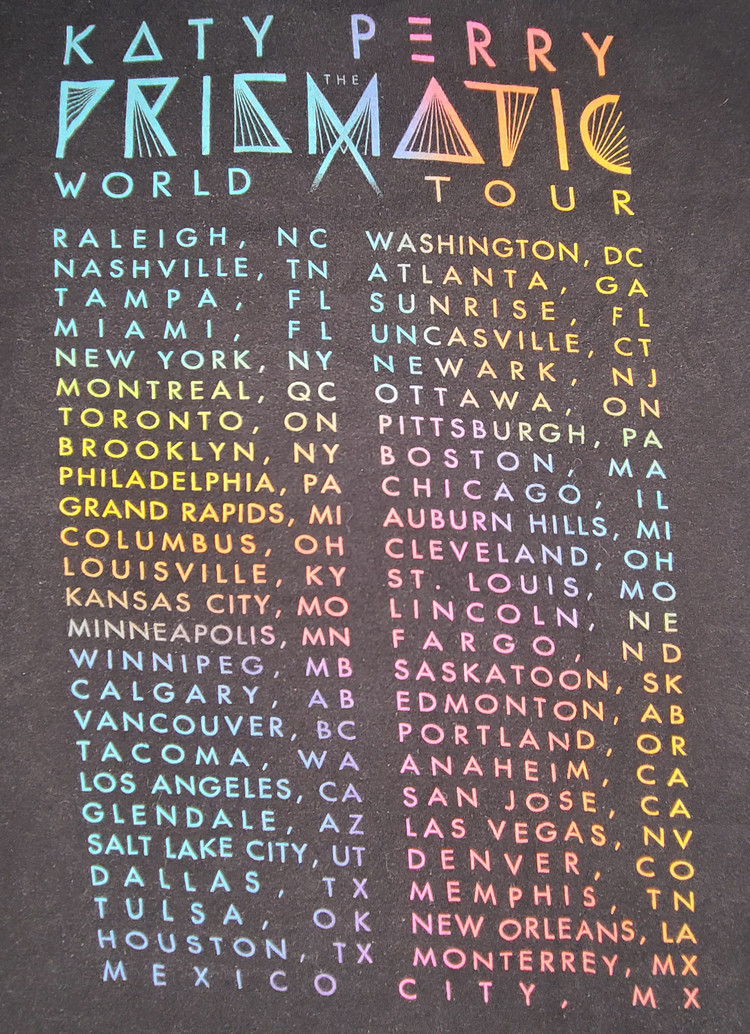 KATY PERRY
THE
PRISMATIC
WORLD TOUR
RALEIGH, NC WASHINGTON, DC
NASHVILLE, TN ATLANTA, GA
TAMPA, FL SUNRISE, FL
MIAMI, FL UNCASVILLE, CT
NEW YORK, NY NEWARK, NJ
MONTREAL, QC OTTAWA, ON
TORONTO, ON PITTSBURGH, PA
BROOKLYN, NY BOSTON, MA
PHILADELPHIA, PA CHICAGO, IL
GRAND RAPIDS, MI AUBURN HILLS, MI
COLUMBUS, OH CLEVELAND, OH
LOUISVILLE, KY ST. LOUIS, MO
KANSAS CITY, MO LINCOLN, NE
MINNEAPOLIS, MN FARGO, ND
WINNIPEG, MB SASKATOON, SK
CALGARY, AB EDMONTON, AB
VANCOUVER, BC PORTLAND, OR
TACOMA, WA ANAHEIM, CA
LOS ANGELES, CA SAN JOSE, CA
GLENDALE, AZ LAS VEGAS, NV
SALT LAKE CITY, UT DENVER, CO
DALLAS, TX MEMPHIS, TN
TULSA, OK NEW ORLEANS, LA
HOUSTON, TX MONTERREY, MX
MEXICO CITY, MX